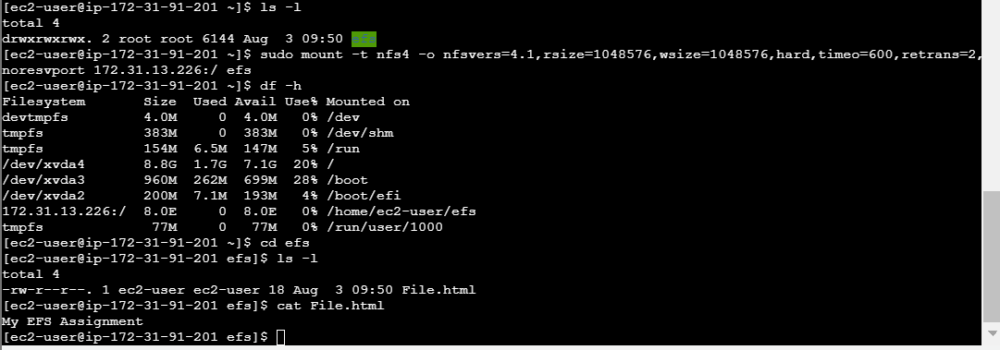 [ec2-user@ip-172-31-91-201 ~]$ ls -l
total 4
drwxrwxrwx. 2 root root 6144 Aug  3 09:50 efs
[ec2-user@ip-172-31-91-201 ~]$ sudo mount -t nfs4 -o nfsvers=4.1,rsize=1048576,wsize=1048576,hard,timeo=600,retrans=2,
noresvport 172.31.13.226:/ efs
[ec2-user@ip-172-31-91-201 ~]$ df -h
Filesystem       Size  Used Avail Use% Mounted on
devtmpfs         4.0M     0  4.0M   0% /dev
tmpfs            383M     0  383M   0% /dev/shm
tmpfs            154M  6.5M  147M   5% /run
/dev/xvda4       8.8G  1.7G  7.1G  20% /
/dev/xvda3       960M  262M  699M  28% /boot
/dev/xvda2       200M  7.1M  193M   4% /boot/efi
172.31.13.226:/  8.0E     0  8.0E   0% /home/ec2-user/efs
tmpfs             77M     0   77M   0% /run/user/1000
[ec2-user@ip-172-31-91-201 ~]$ cd efs
[ec2-user@ip-172-31-91-201 efs]$ ls -l
total 4
-rw-r--r--. 1 ec2-user ec2-user 18 Aug  3 09:50 File.html
[ec2-user@ip-172-31-91-201 efs]$ cat File.html
My EFS Assignment
[ec2-user@ip-172-31-91-201 efs]$